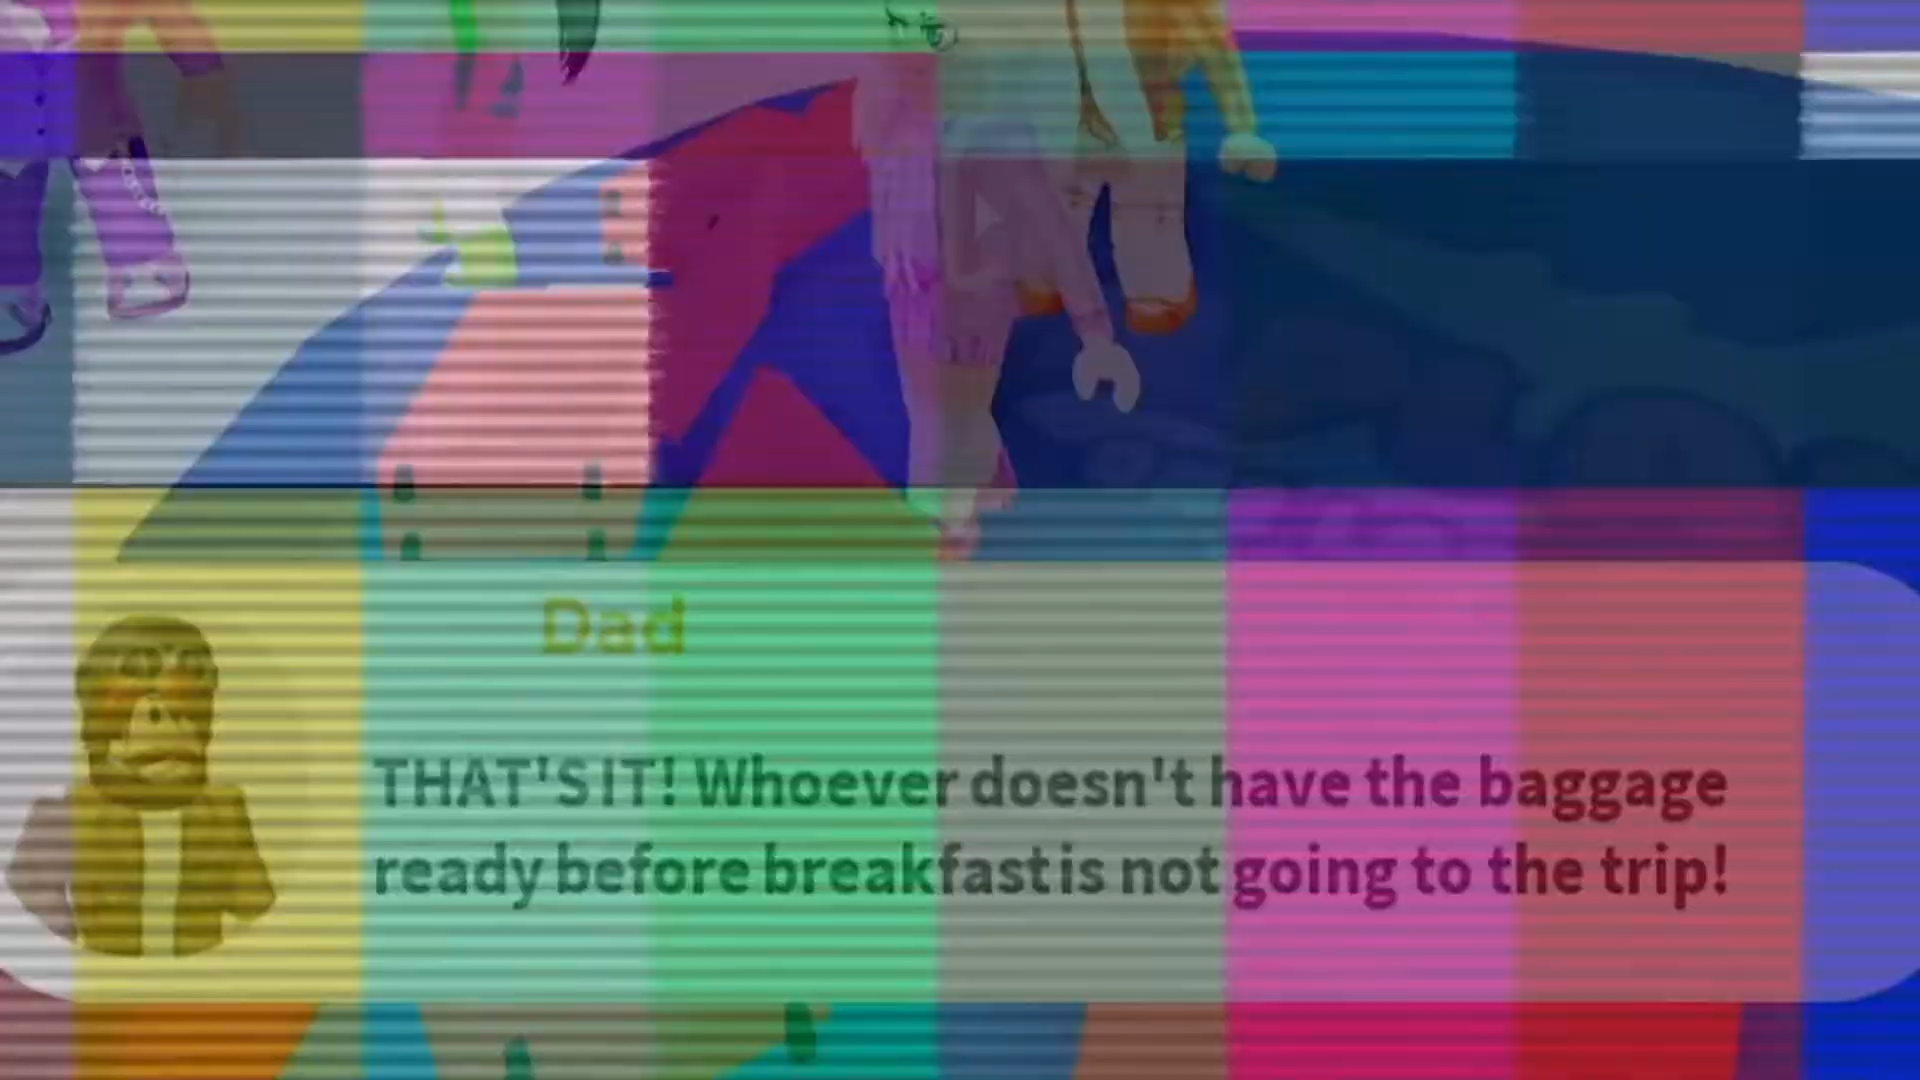 Dad
THAT'S IT! Whoever doesn't have the baggage
ready before breakfast is not going to the trip!